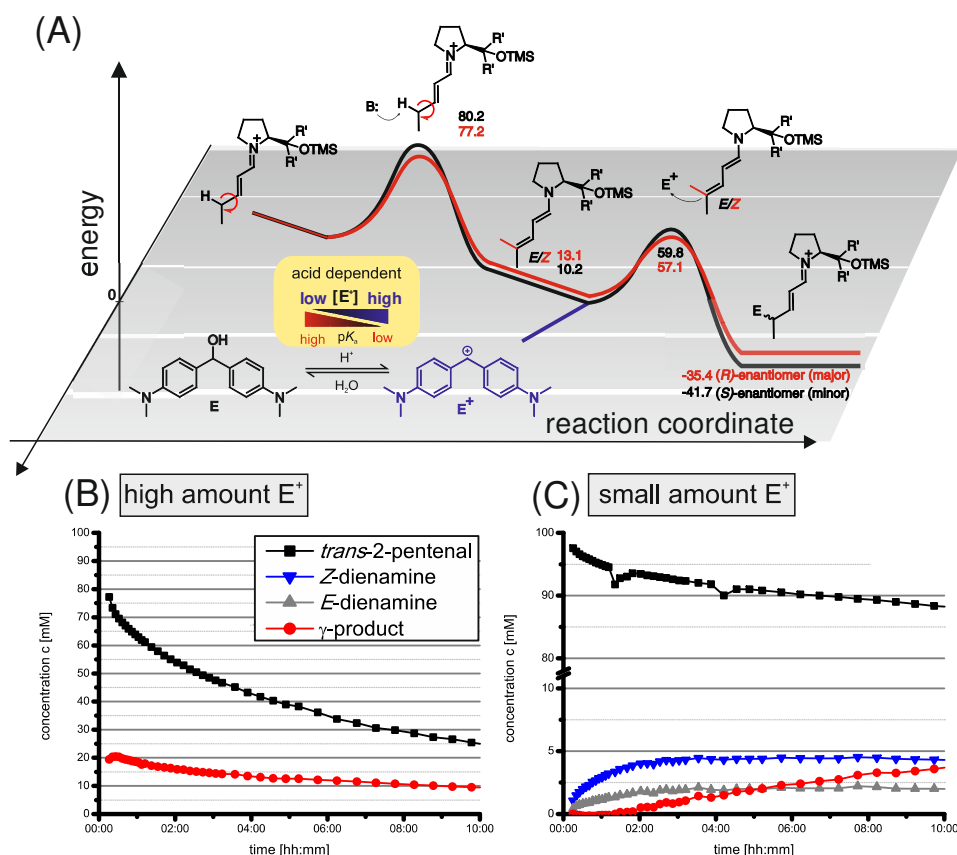 (A)
energy
0
H
N
+
R'
OTMS
R'
B:
H
N
+
R'
OTMS
R'
80.2
77.2
N
R'
OTMS
R'
E/Z
13.1
10.2
N
R'
OTMS
R'
E+
E/Z
59.8
57.1
N
+
R'
OTMS
R'
E
acid dependent
low [E+] high
high pKa low
OH
N
N
E
H+
H2O
+
N
N
E+
-35.4 (R)-enantiomer (major)
-41.7 (S)-enantiomer (minor)
reaction coordinate
(B) high amount E+
concentration c [mM]
100
90
80
70
60
50
40
30
20
10
0
trans-2-pentenal
Z-dienamine
E-dienamine
γ-product
00:00 02:00 04:00 06:00 08:00 10:00
time [hh:mm]
(C) small amount E+
concentration c [mM]
100
90
80
10
5
0
00:00 02:00 04:00 06:00 08:00 10:00
time [hh:mm]